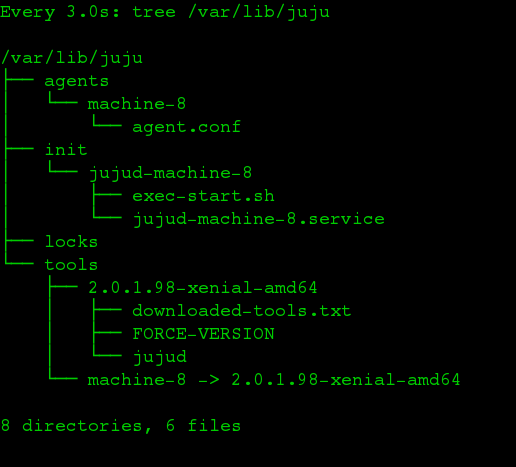 Every 3.0s: tree /var/lib/juju
/var/lib/juju
├── agents
│   └── machine-8
│       └── agent.conf
├── init
│   └── jujud-machine-8
│       ├── exec-start.sh
│       └── jujud-machine-8.service
├── locks
└── tools
    ├── 2.0.1.98-xenial-amd64
    │   ├── downloaded-tools.txt
    │   ├── FORCE-VERSION
    │   └── jujud
    └── machine-8 -> 2.0.1.98-xenial-amd64
8 directories, 6 files